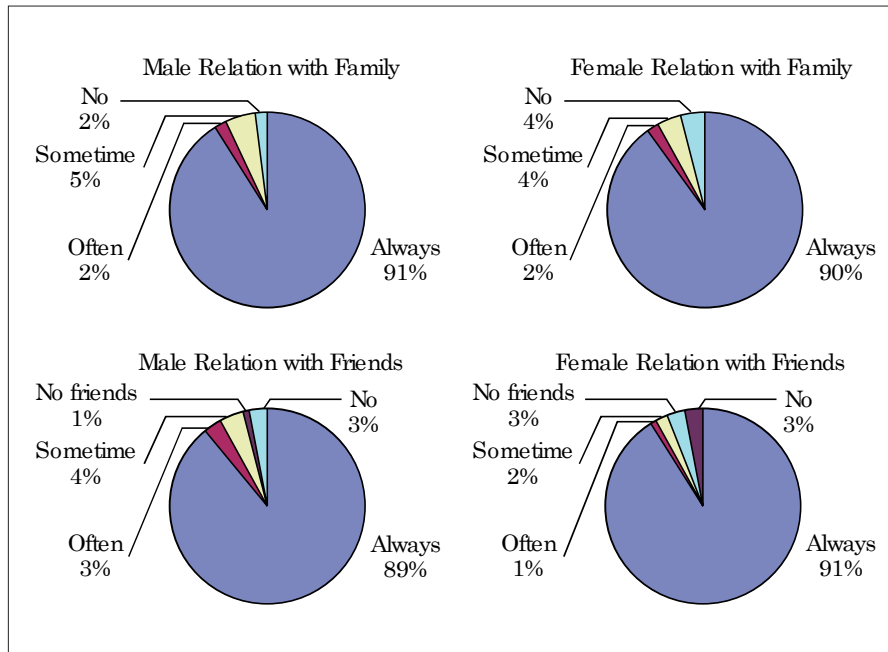 Male Relation with Family
No
2%
Sometime
5%
Often
2%
Always
91%
Female Relation with Family
No
4%
Sometime
4%
Often
2%
Always
90%
Male Relation with Friends
No friends
1%
No
3%
Sometime
4%
Often
3%
Always
89%
Female Relation with Friends
No friends
3%
No
3%
Sometime
2%
Often
1%
Always
91%